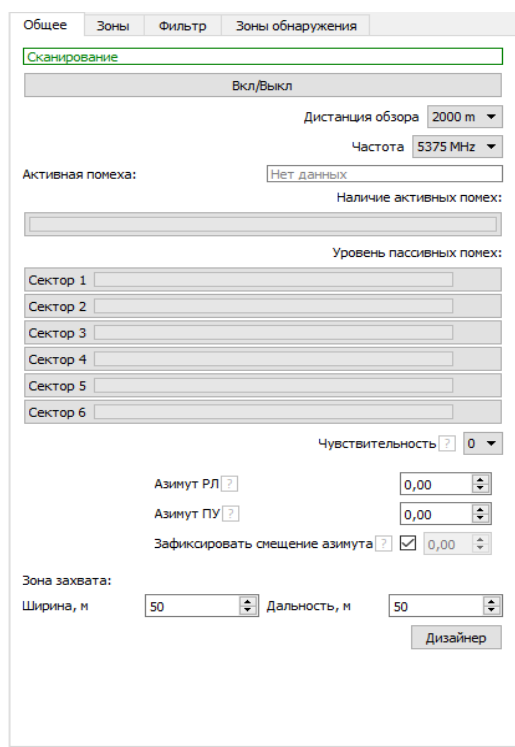 Общее Зоны Фильтр Зоны обнаружения
Сканирование
Вкл/Выкл
Дистанция обзора 2000 m
Частота 5375 MHz
Активная помеха: Нет данных
Наличие активных помех:
Уровень пассивных помех:
Сектор 1
Сектор 2
Сектор 3
Сектор 4
Сектор 5
Сектор 6
Чувствительность ? 0
Азимут РЛ ? 0,00
Азимут ПУ ? 0,00
Зафиксировать смещение азимута ? 0,00
Зона захвата:
Ширина, м 50 Дальность, м 50
Дизайнер